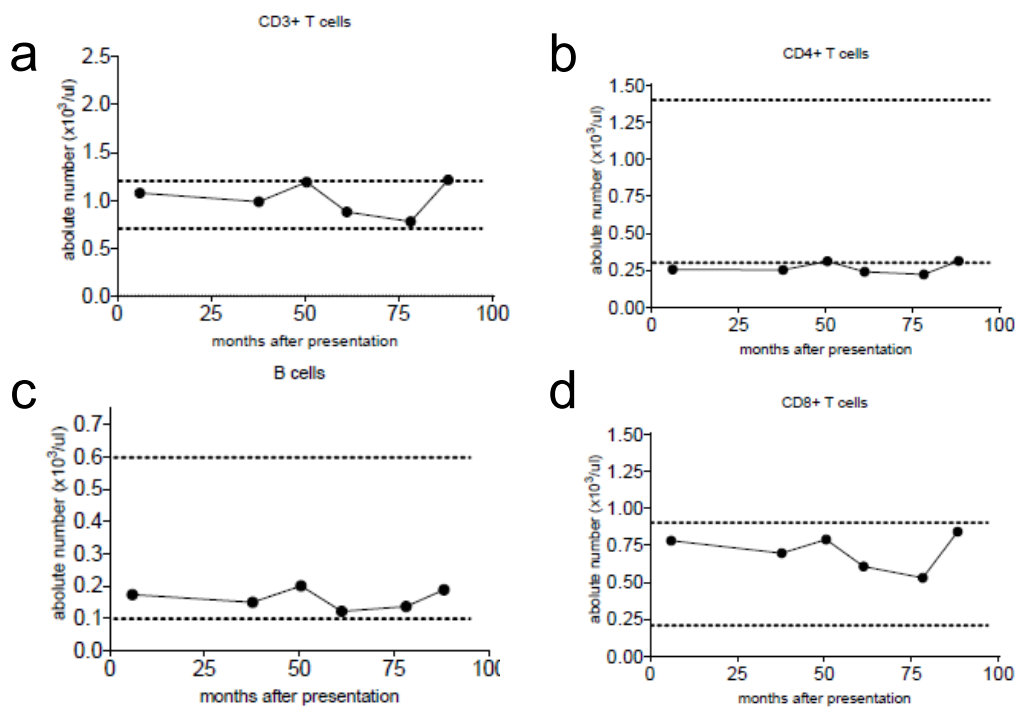 a
CD3+ T cells
abolute number (x10³/ul)
2.5
2.0
1.5
1.0
0.5
0.0
0 25 50 75 100
months after presentation
b
CD4+ T cells
abolute number (x10³/ul)
1.50
1.25
1.00
0.75
0.50
0.25
0.00
0 25 50 75 100
months after presentation
c
B cells
abolute number (x10³/ul)
0.7
0.6
0.5
0.4
0.3
0.2
0.1
0.0
0 25 50 75 100
months after presentation
d
CD8+ T cells
abolute number (x10³/ul)
1.50
1.25
1.00
0.75
0.50
0.25
0.00
0 25 50 75 100
months after presentation